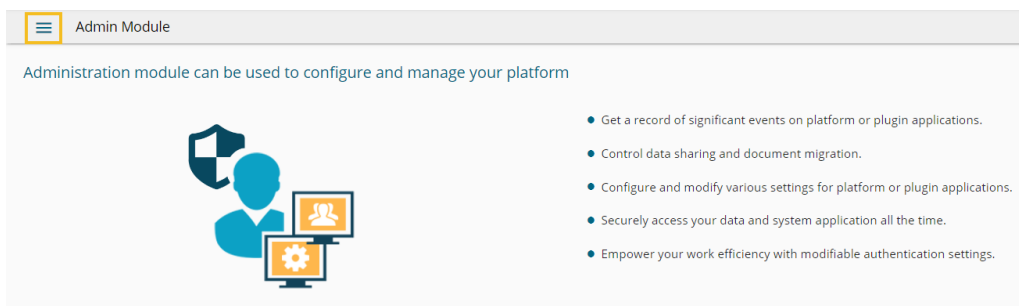 Admin Module
Administration module can be used to configure and manage your platform
Get a record of significant events on platform or plugin applications.
Control data sharing and document migration.
Configure and modify various settings for platform or plugin applications.
Securely access your data and system application all the time.
Empower your work efficiency with modifiable authentication settings.